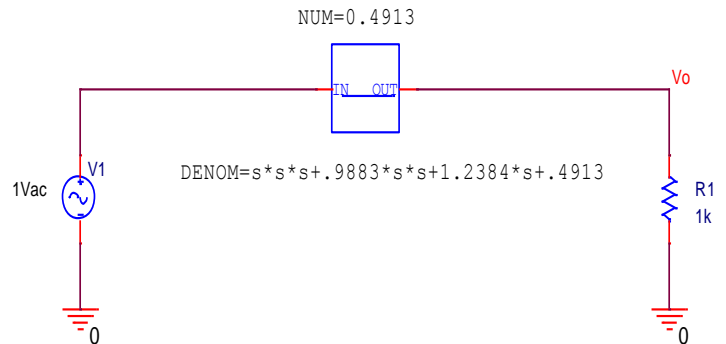 NUM=0.4913
IN OUT
Vo
V1
1Vac
DENOM=s*s*s+.9883*s*s+1.2384*s+.4913
R1
1k
0
0